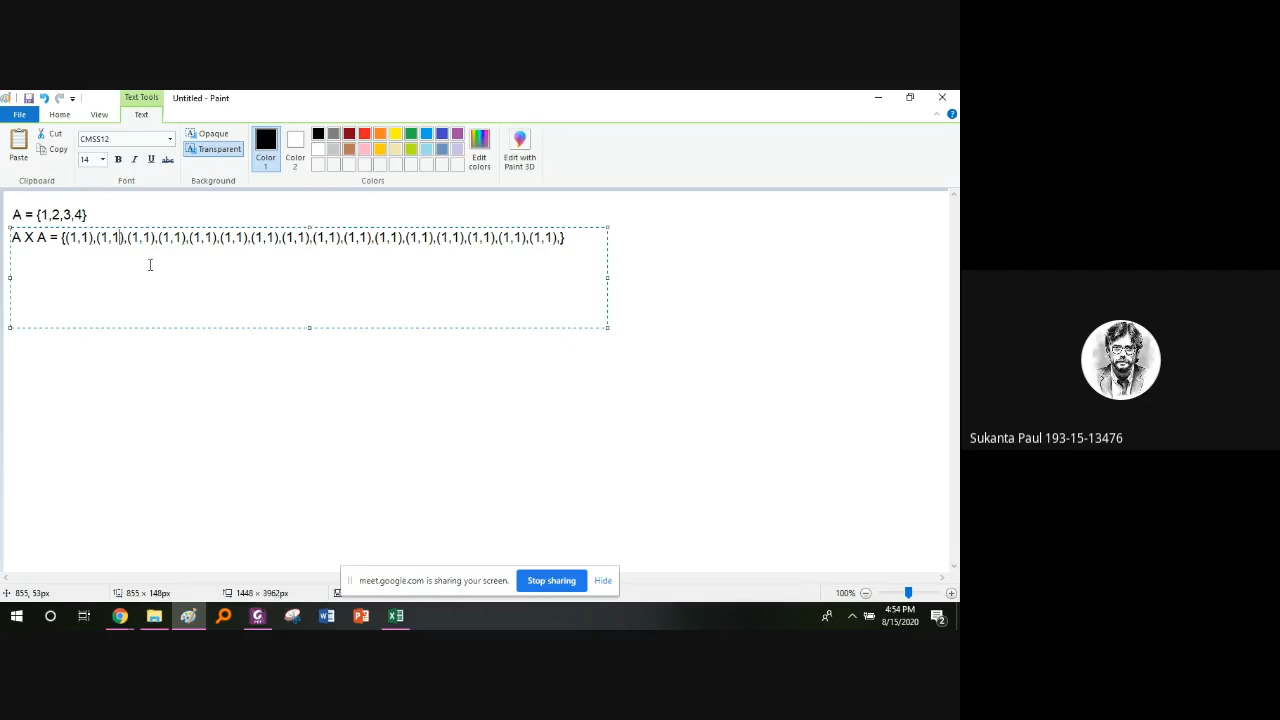 Text Tools
Untitled - Paint
File
Home
View
Text
Paste
Cut
Copy
Clipboard
CMSS12
14
B
I
U
abc
Font
Opaque
Transparent
Background
Color 1
Color 2
Edit colors
Colors
Edit with Paint 3D
A = {1,2,3,4}
A X A = {(1,1),(1,1),(1,1),(1,1),(1,1),(1,1),(1,1),(1,1),(1,1),(1,1),(1,1),(1,1),(1,1),(1,1),(1,1),(1,1),}
Sukanta Paul 193-15-13476
meet.google.com is sharing your screen.
Stop sharing
Hide
855, 53px
855 × 148px
1448 × 3962px
100%
4:54 PM
8/15/2020
2